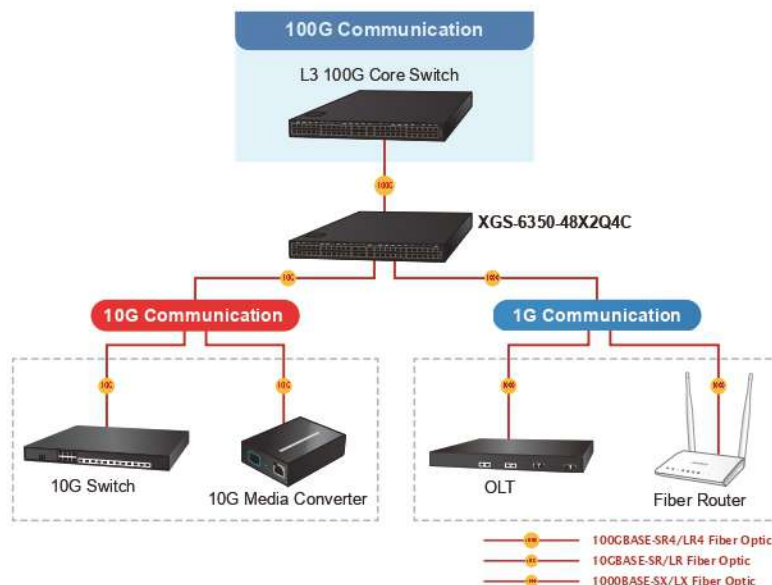 100G Communication
L3 100G Core Switch
100G
XGS-6350-48X2Q4C
10G
10G Communication
1G Communication
10G
10G
10G Switch
10G Media Converter
OLT
Fiber Router
100GBASE-SR4/LR4 Fiber Optic
10GBASE-SR/LR Fiber Optic
1000BASE-SX/LX Fiber Optic